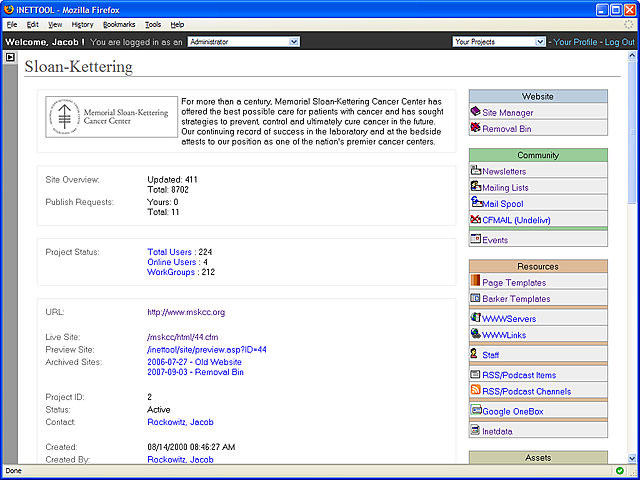 iNETTOOL - Mozilla Firefox
File Edit View History Bookmarks Tools Help
Welcome, Jacob ! You are logged in as an Administrator Your Projects - Your Profile - Log Out
Sloan-Kettering
Memorial Sloan-Kettering
Cancer Center
For more than a century, Memorial Sloan-Kettering Cancer Center has
offered the best possible care for patients with cancer and has sought
strategies to prevent, control and ultimately cure cancer in the future.
Our continuing record of success in the laboratory and at the bedside
attests to our position as one of the nation's premier cancer centers.
Site Overview: Updated: 411
Total: 8702
Publish Requests: Yours: 0
Total: 11
Project Status: Total Users : 224
Online Users : 4
WorkGroups : 212
URL: http://www.mskcc.org
Live Site: /mskcc/html/44.cfm
Preview Site: /inettool/site/preview.asp?ID=44
Archived Sites: 2006-07-27 - Old Website
2007-09-03 - Removal Bin
Project ID: 2
Status: Active
Contact: Rockowitz, Jacob
Created: 08/14/2000 08:46:27 AM
Created By: Rockowitz, Jacob
Website
Site Manager
Removal Bin
Community
Newsletters
Mailing Lists
Mail Spool
CFMAIL (Undelivr)
Events
Resources
Page Templates
Barker Templates
WWWServers
WWWLinks
Staff
RSS/Podcast Items
RSS/Podcast Channels
Google OneBox
Inetdata
Assets
Done